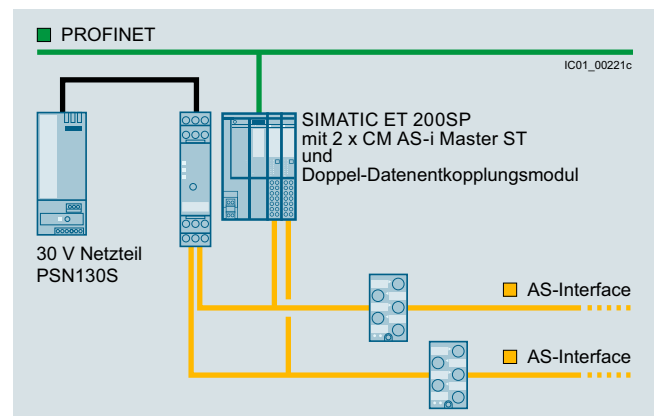 PROFINET
IC01_00221c
SIMATIC ET 200SP
mit 2 x CM AS-i Master ST
und
Doppel-Datenentkopplungsmodul
30 V Netzteil
PSN130S
AS-Interface
AS-Interface